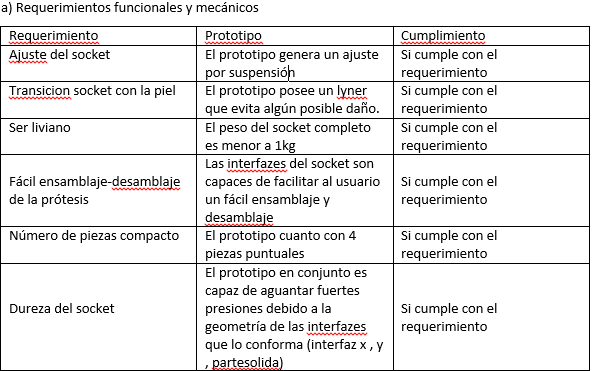 a) Requerimientos funcionales y mecánicos
Requerimiento Prototipo Cumplimiento
Ajuste del socket El prototipo genera un ajuste por suspensión Si cumple con el requerimiento
Transicion socket con la piel El prototipo posee un lyner que evita algún posible daño. Si cumple con el requerimiento
Ser liviano El peso del socket completo es menor a 1kg Si cumple con el requerimiento
Fácil ensamblaje-desamblaje de la prótesis Las interfazes del socket son capaces de facilitar al usuario un fácil ensamblaje y desamblaje Si cumple con el requerimiento
Número de piezas compacto El prototipo cuanto con 4 piezas puntuales Si cumple con el requerimiento
Dureza del socket El prototipo en conjunto es capaz de aguantar fuertes presiones debido a la geometría de las interfazes que lo conforma (interfaz x , y , partesolida) Si cumple con el requerimiento